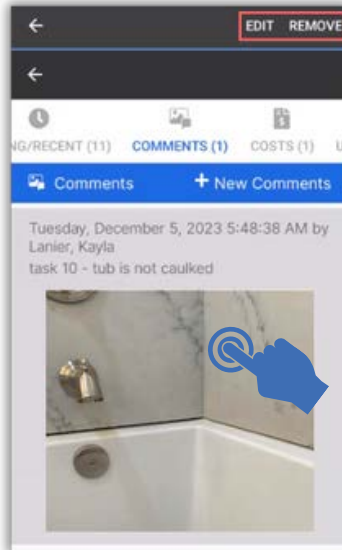 EDIT REMOVE
NG/RECENT (11) COMMENTS (1) COSTS (1)
Comments + New Comments
Tuesday, December 5, 2023 5:48:38 AM by
Lanier, Kayla
task 10 - tub is not caulked